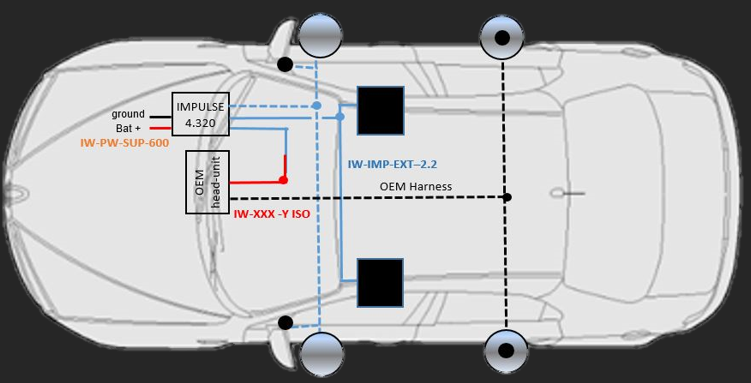 ground
Bat +
IW-PW-SUP-600
IMPULSE
4.320
OEM
head-unit
IW-XXX -Y ISO
IW-IMP-EXT–2.2
OEM Harness